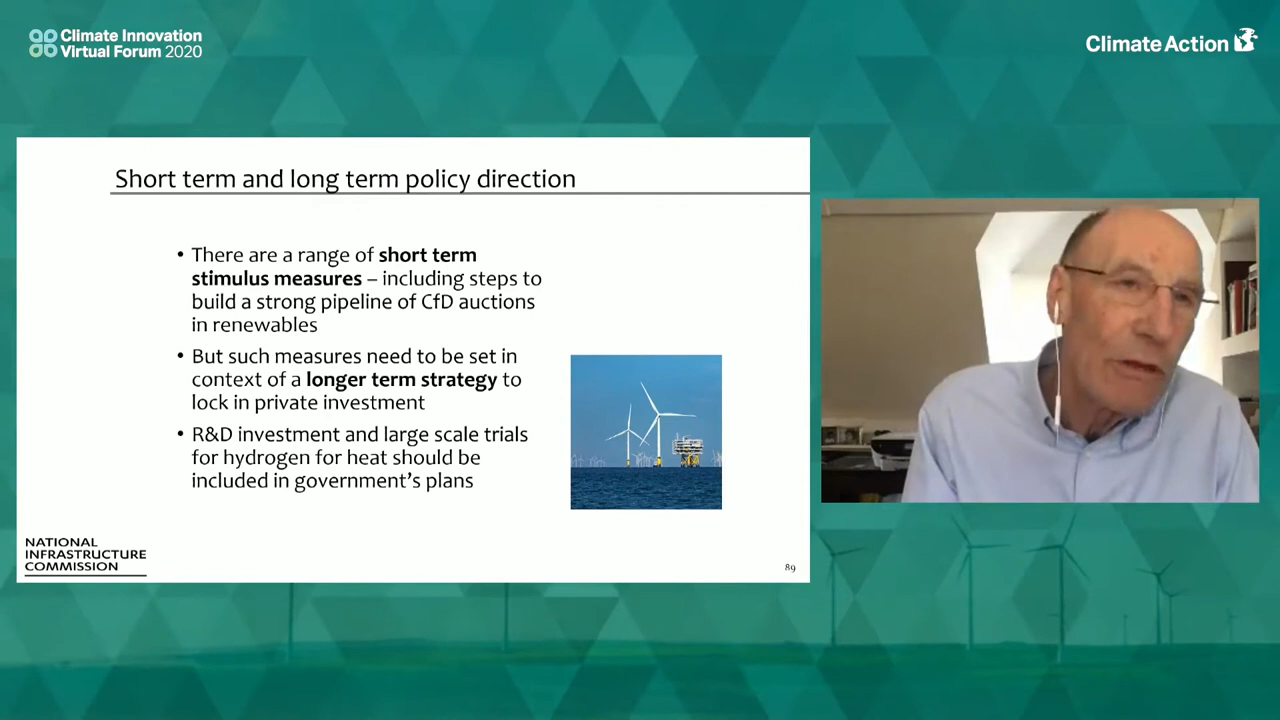 Climate Innovation
Virtual Forum 2020
Climate Action
Short term and long term policy direction
• There are a range of short term
stimulus measures – including steps to
build a strong pipeline of CfD auctions
in renewables
• But such measures need to be set in
context of a longer term strategy to
lock in private investment
• R&D investment and large scale trials
for hydrogen for heat should be
included in government’s plans
NATIONAL
INFRASTRUCTURE
COMMISSION
89